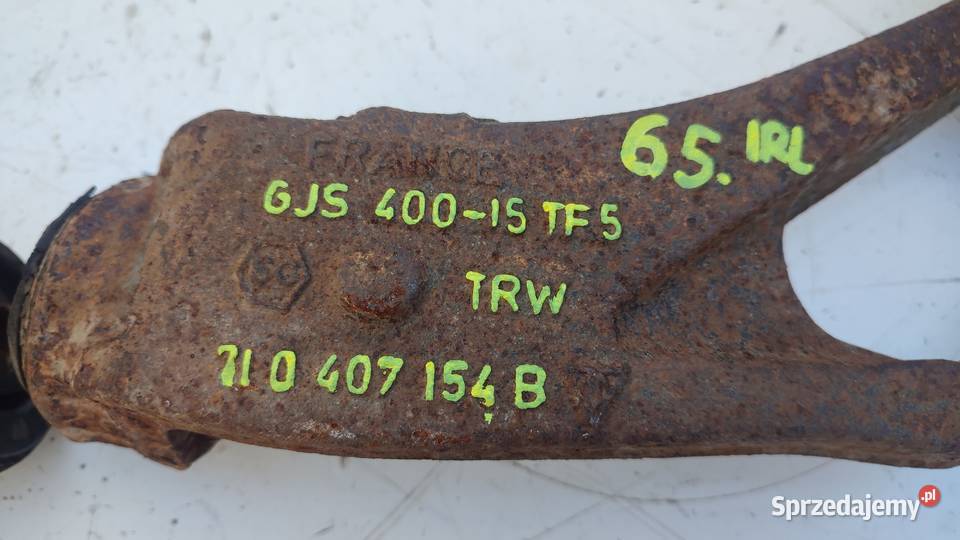 FRANCE
65. IRL
GJS 400-15 TF5
TRW
7L0 407 154 B
Sprzedajemy.pl